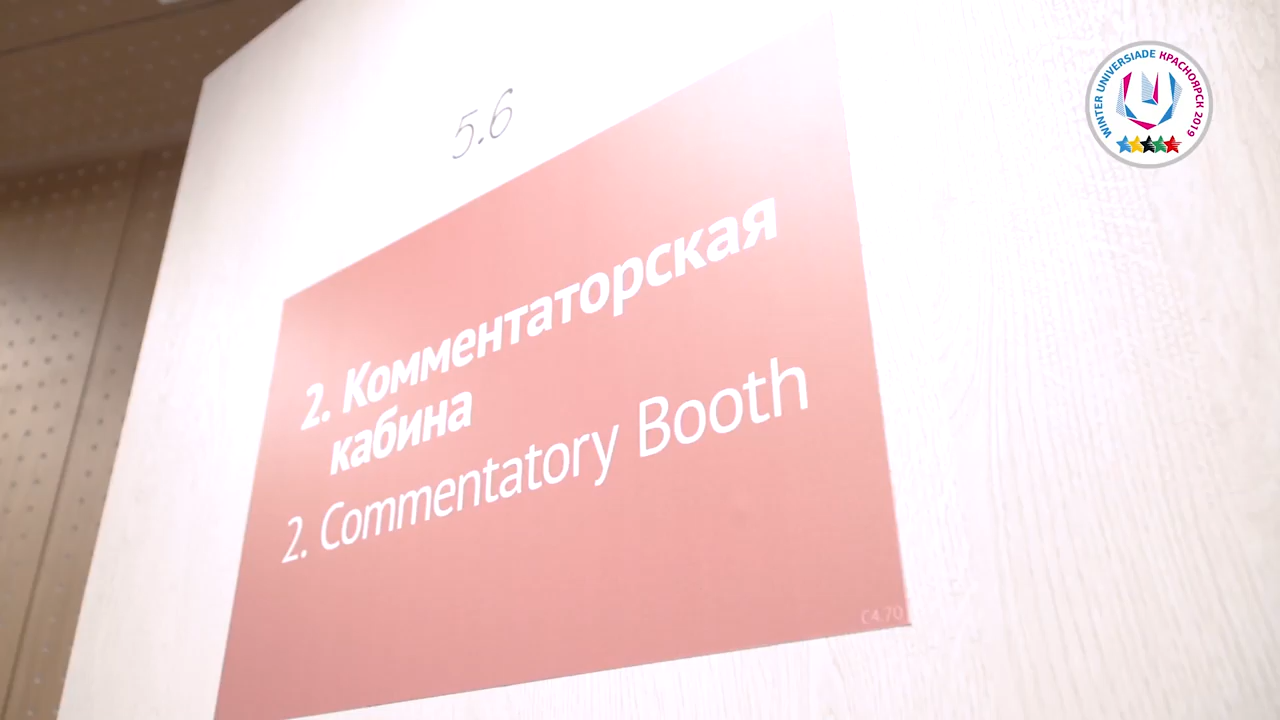 WINTER UNIVERSIADE КРАСНОЯРСК 2019
5.6
2. Комментаторская
кабина
2. Commentatory Booth
C4.70